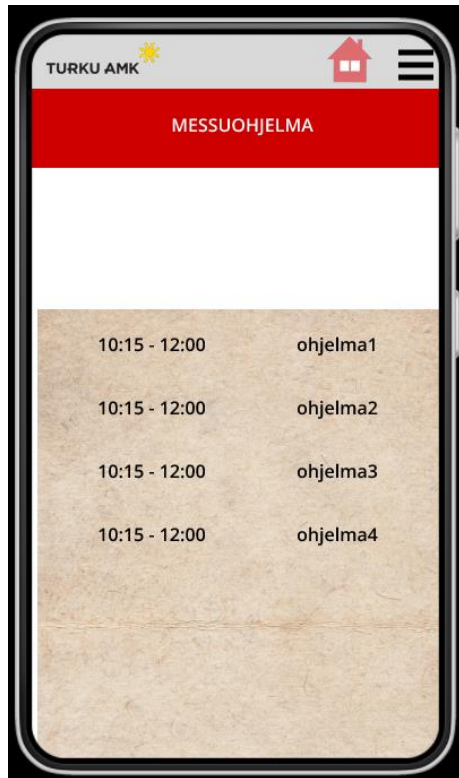 TURKU AMK
MESSUOHJELMA
10:15 - 12:00 ohjelma1
10:15 - 12:00 ohjelma2
10:15 - 12:00 ohjelma3
10:15 - 12:00 ohjelma4